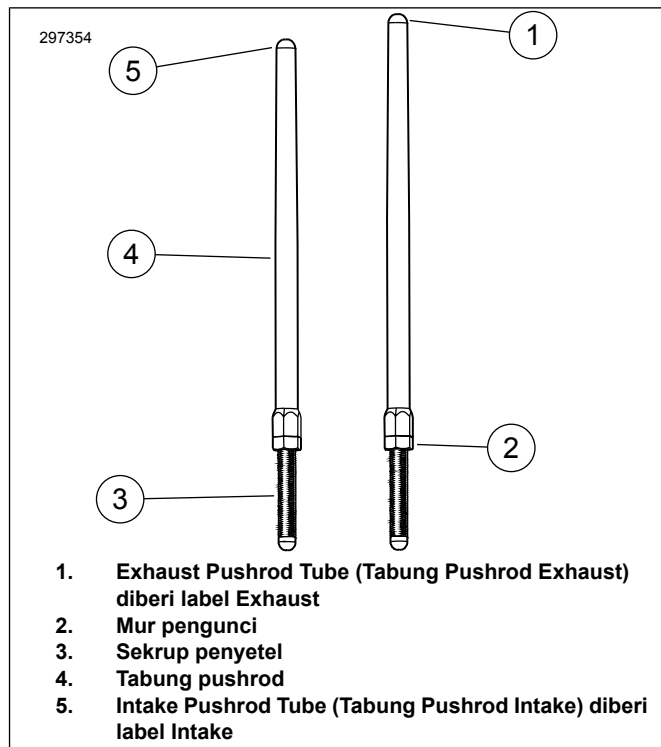 297354
1
5
4
2
3
1. Exhaust Pushrod Tube (Tabung Pushrod Exhaust)
diberi label Exhaust
2. Mur pengunci
3. Sekrup penyetel
4. Tabung pushrod
5. Intake Pushrod Tube (Tabung Pushrod Intake) diberi
label Intake